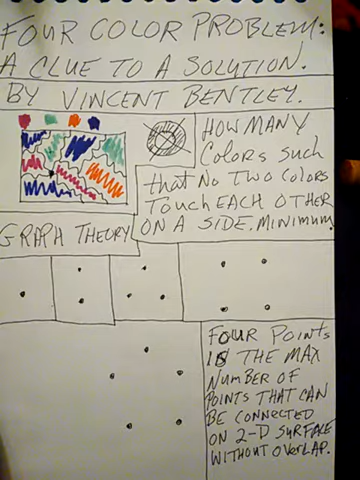 FOUR COLOR PROBLEM:
A CLUE TO A SOLUTION.
BY VINCENT BENTLEY.
HOW MANY
COLORS SUCH
that NO TWO COLORS
TOUCH EACH OTHER
ON A SIDE. MINIMUM
GRAPH THEORY
FOUR POINTS
IS THE MAX
NUMBER OF
POINTS THAT CAN
BE CONNECTED
ON 2-D SURFACE
WITHOUT OVERLAP.